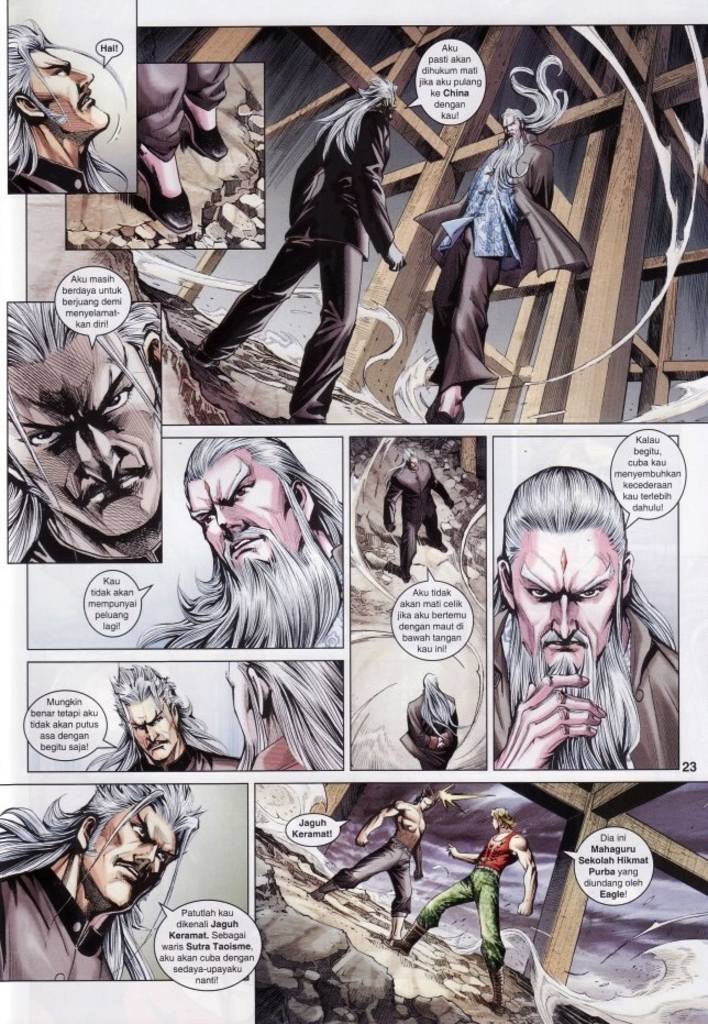 Hai!
Aku
pasti akan
dihukum mati
jika aku pulang
ke China
dengan
kau!
Aku masih
berdaya untuk
berjuang demi
menyelamat-
kan diri!
Kau
tidak akan
mempunyai
peluang
lagi!
Aku tidak
akan mati celik
jika aku bertemu
dengan maut di
bawah tangan
kau ini!
Kalau
begitu,
cuba kau
menyembuhkan
kecederaan
kau terlebih
dahulu!
Mungkin
benar tetapi aku
tidak akan putus
asa dengan
begitu saja!
23
Patutlah kau
dikenali Jaguh
Keramat. Sebagai
waris Sutra Taoisme,
aku akan cuba dengan
sedaya-upayaku
nanti!
Jaguh
Keramat!
Dia ini
Mahaguru
Sekolah Hikmat
Purba yang
diundang oleh
Eagle!